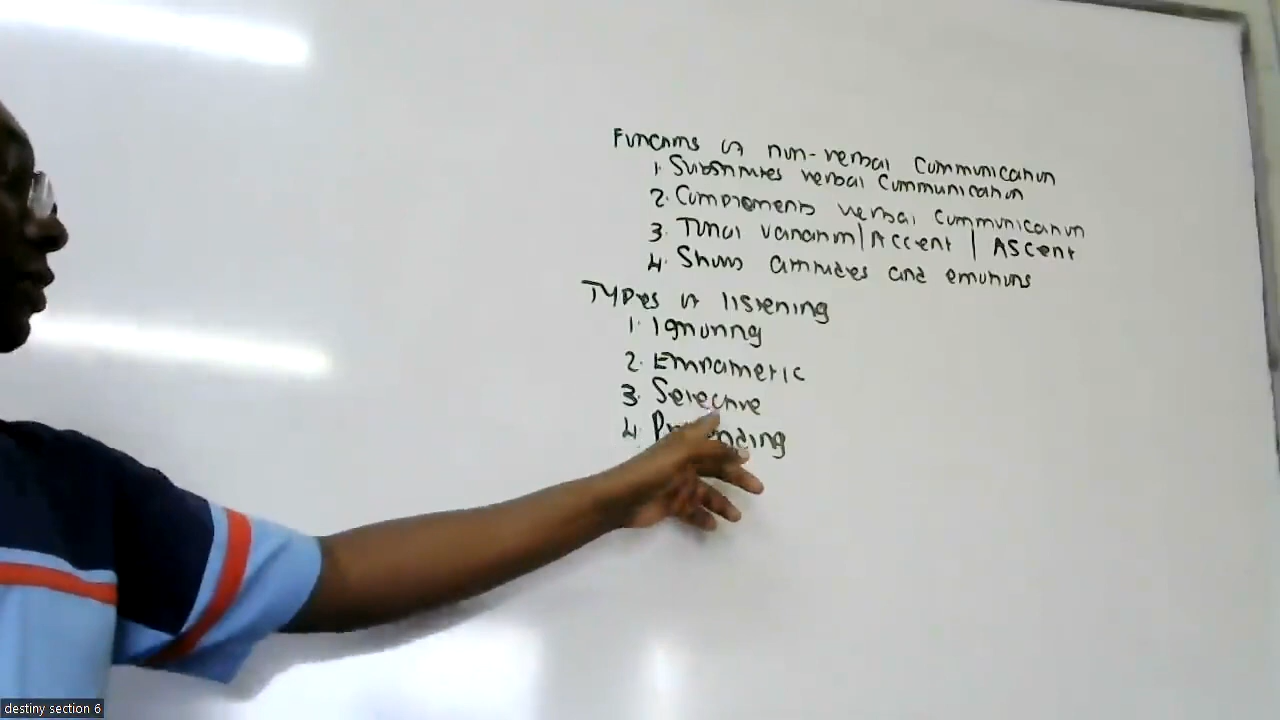 Functions of non-verbal communication
1. Substitutes verbal communication
2. Complements verbal communication
3. Tonal variation/Accent | Ascent
4. Shows attitudes and emotions
Types of listening
1. Ignoring
2. Empathetic
3. Selective
4. Pretending
destiny section 6